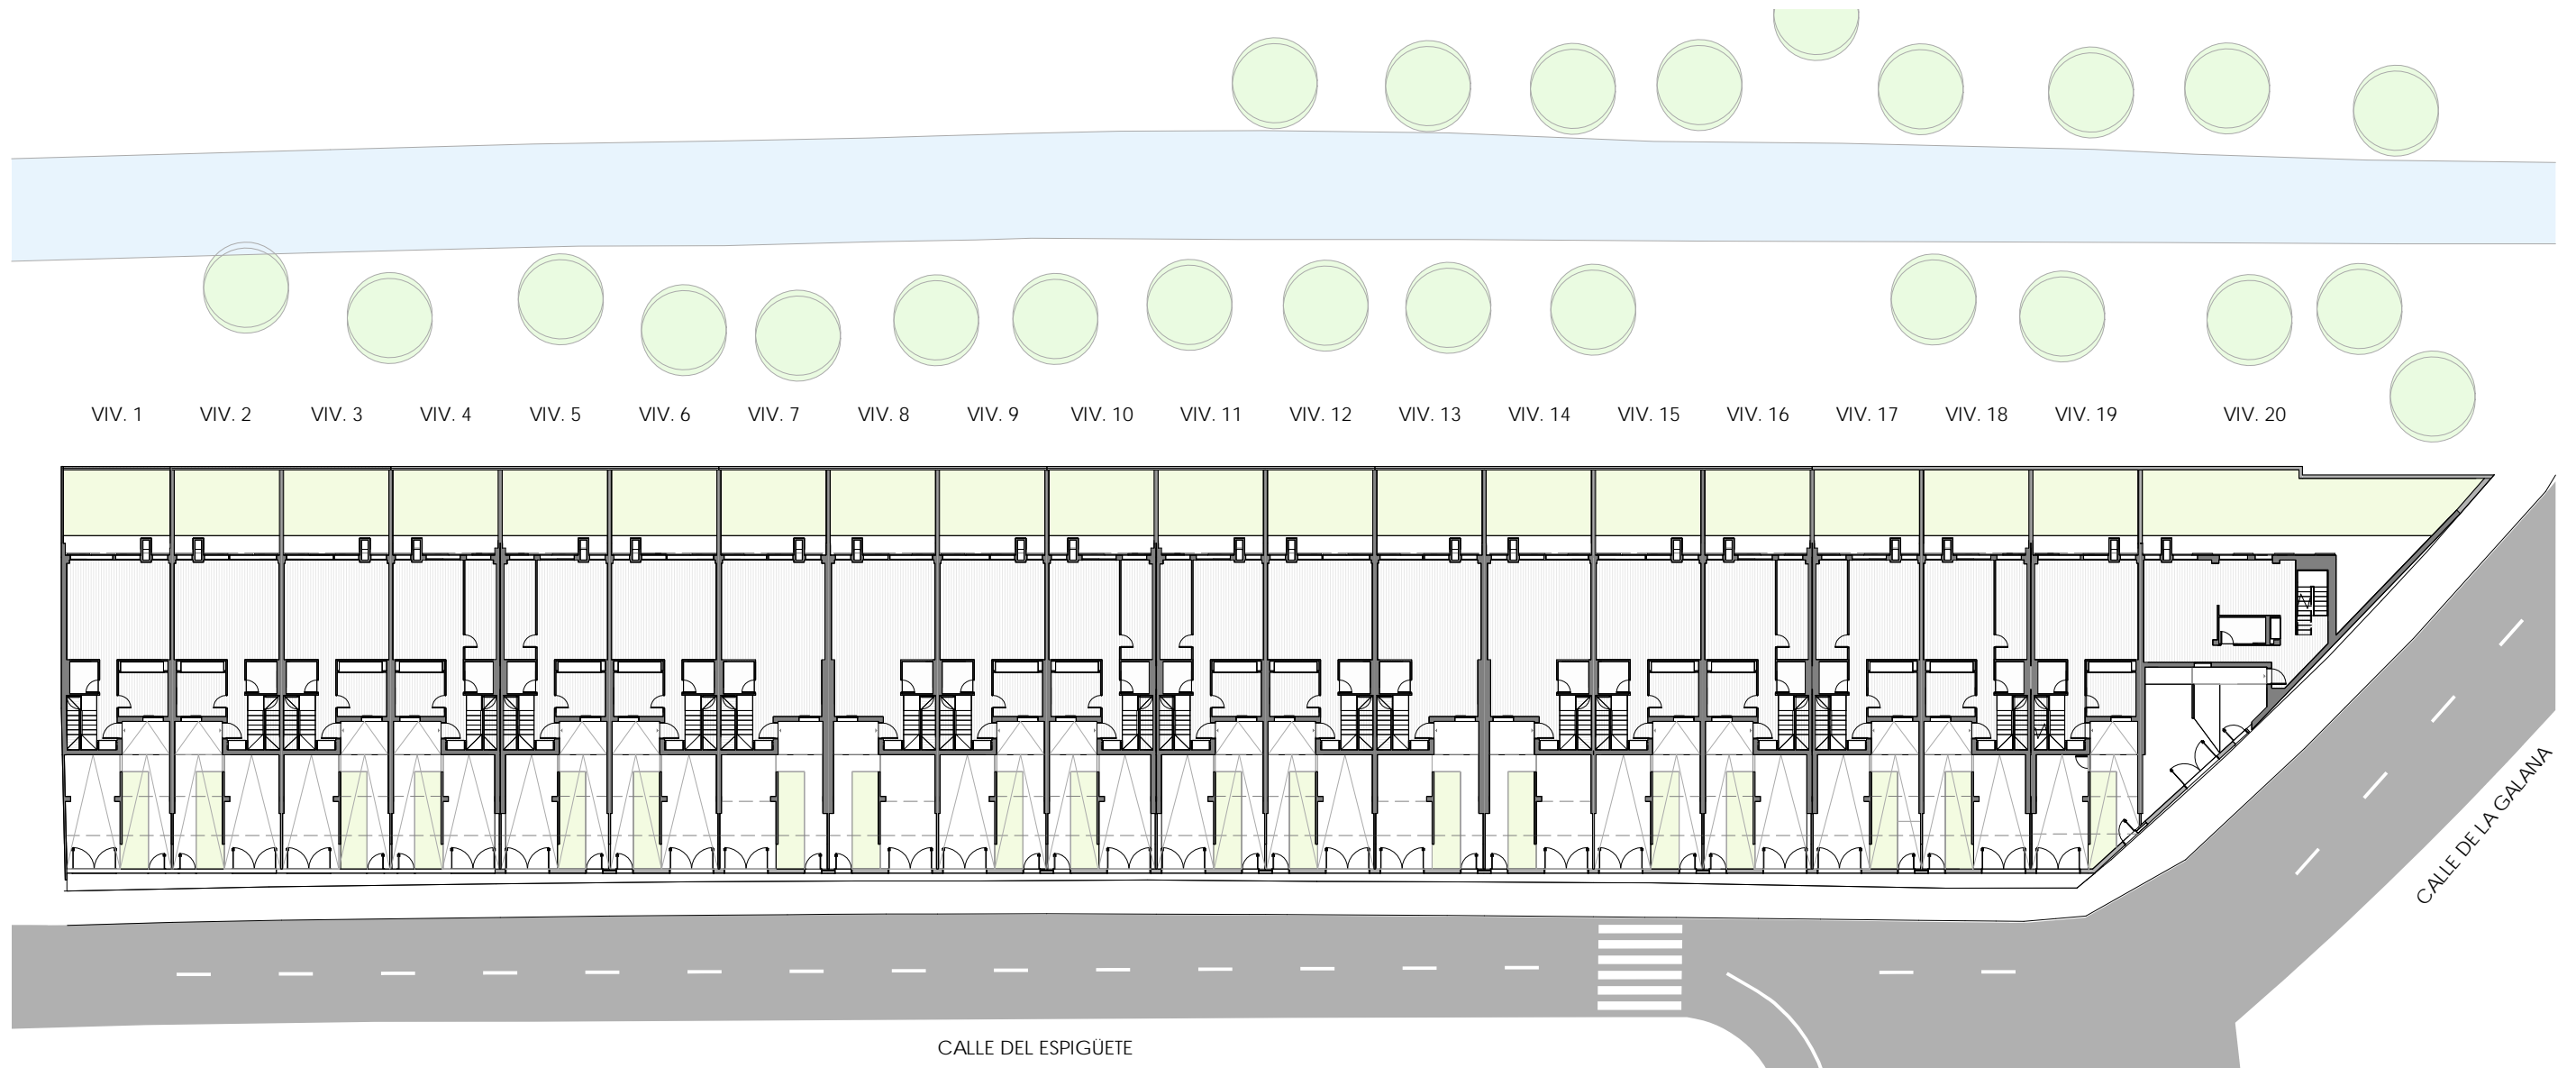 VIV. 1
VIV. 2
VIV. 3
VIV. 4
VIV. 5
VIV. 6
VIV. 7
VIV. 8
VIV. 9
VIV. 10
VIV. 11
VIV. 12
VIV. 13
VIV. 14
VIV. 15
VIV. 16
VIV. 17
VIV. 18
VIV. 19
VIV. 20
CALLE DE LA GALANA
CALLE DEL ESPIGÜETE